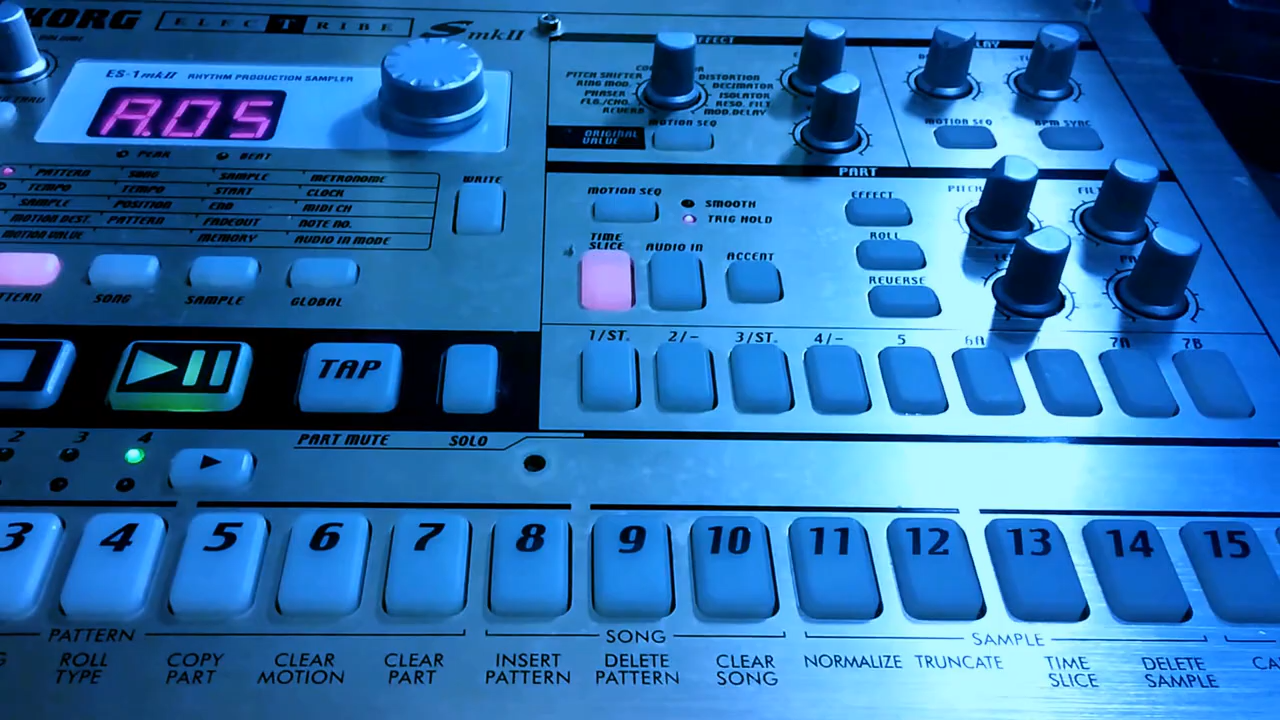 KORG ELECTRIBE S mkII
ES-1mkII RHYTHM PRODUCTION SAMPLER
A.05
PEAK BEAT
PATTERN SONG SAMPLE METRONOME
TEMPO TEMPO START CLOCK
SAMPLE POSITION END MIDI CH
MOTION DEST. PATTERN FADEOUT NOTE NO.
MOTION VALUE MEMORY AUDIO IN MODE
WRITE
SONG SAMPLE GLOBAL
PITCH SHIFTER
RING MOD.
PHASER
FLG./CHO.
REVERB
DISTORTION
DECIMATOR
ISOLATOR
RESO. FILT
MOD.DELAY
ORIGINAL
VALUE
MOTION SEQ
MOTION SEQ
BPM SYNC
PART
MOTION SEQ
SMOOTH
TRIG HOLD
TIME
SLICE
AUDIO IN
ACCENT
EFFECT
ROLL
REVERSE
1/ST. 2/- 3/ST. 4/- 5 6A 7A 7B
TAP
PART MUTE SOLO
2 3 4
3 4 5 6 7 8 9 10 11 12 13 14 15
PATTERN SONG SAMPLE
ROLL
TYPE
COPY
PART
CLEAR
MOTION
CLEAR
PART
INSERT
PATTERN
DELETE
PATTERN
CLEAR
SONG
NORMALIZE
TRUNCATE
TIME
SLICE
DELETE
SAMPLE